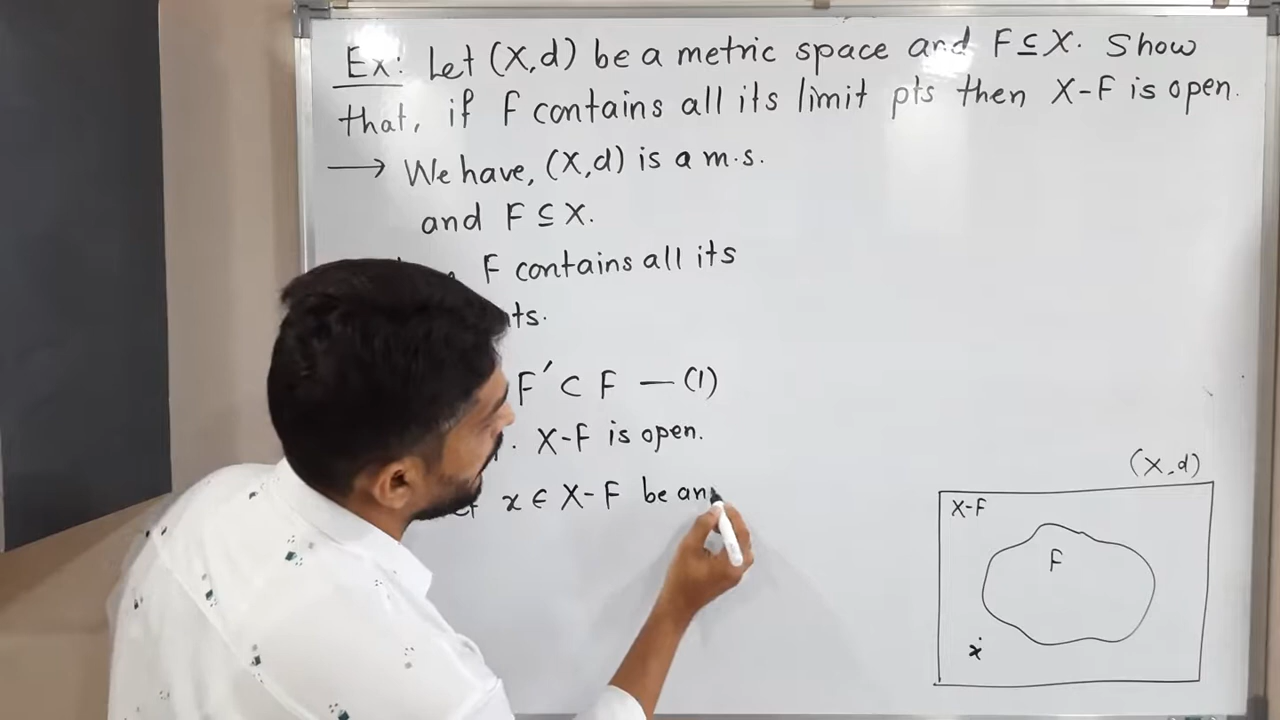 Ex: Let (X,d) be a metric space and F⊆X. Show
that, if F contains all its limit pts then X-F is open.
→ We have, (X,d) is a m.s.
and F ⊆ X.
F contains all its
F′ ⊂ F — (1)
X-F is open.
x ∈ X-F be an
(X,d)
X-F
F
x